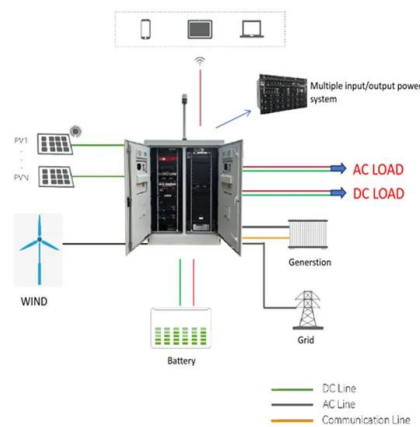 Multiple input/output power
system
PV1
PVN
AC LOAD
DC LOAD
WIND
Generstion
Battery
Grid
DC Line
AC Line
Communication Line